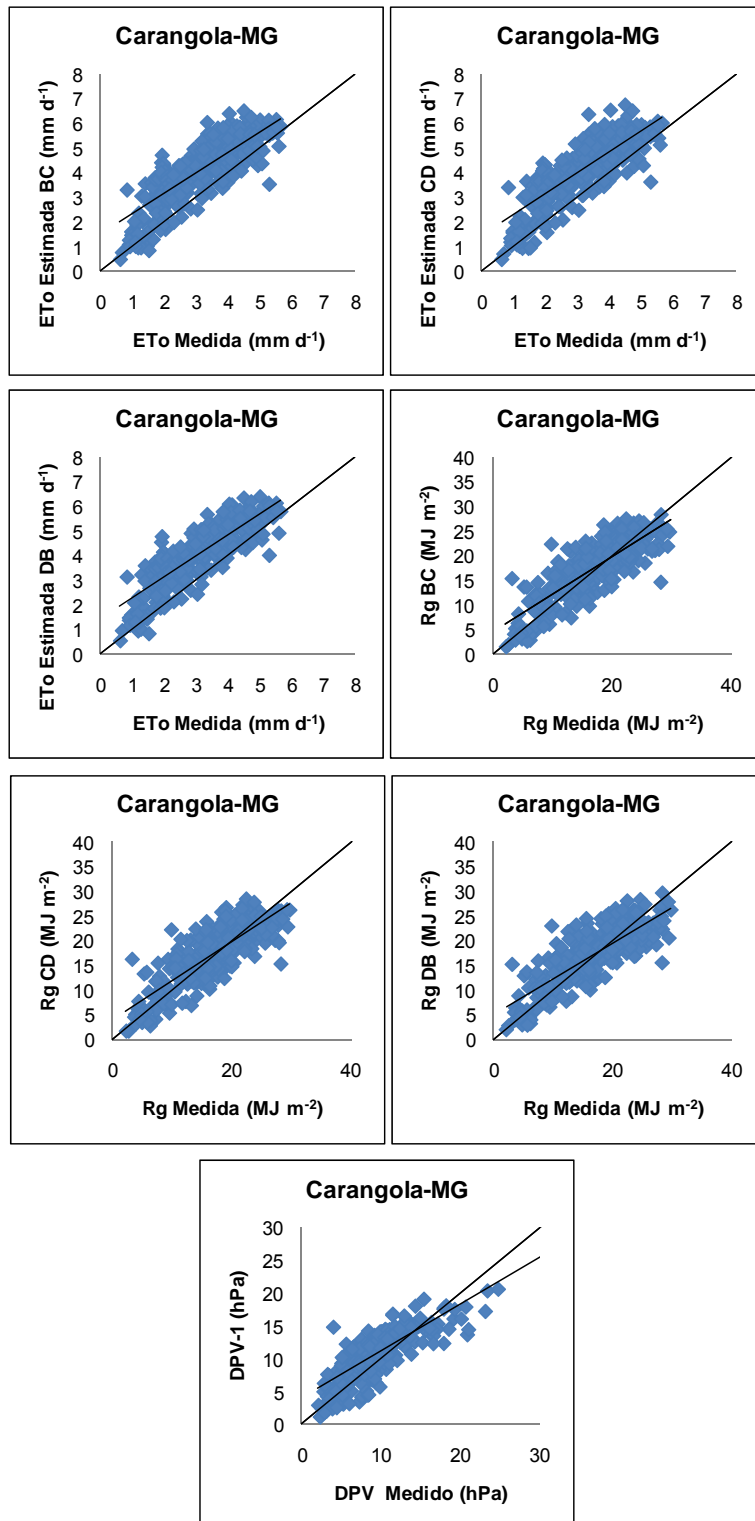 Carangola-MG
ETo Estimada BC (mm d-1)
8
7
6
5
4
3
2
1
0
0 1 2 3 4 5 6 7 8
ETo Medida (mm d-1)
Carangola-MG
ETo Estimada CD (mm d-1)
8
7
6
5
4
3
2
1
0
0 1 2 3 4 5 6 7 8
ETo Medida (mm d-1)
Carangola-MG
ETo Estimada DB (mm d-1)
8
7
6
5
4
3
2
1
0
0 1 2 3 4 5 6 7 8
ETo Medida (mm d-1)
Carangola-MG
Rg BC (MJ m-2)
40
35
30
25
20
15
10
5
0
0 20 40
Rg Medida (MJ m-2)
Carangola-MG
Rg CD (MJ m-2)
40
35
30
25
20
15
10
5
0
0 20 40
Rg Medida (MJ m-2)
Carangola-MG
Rg DB (MJ m-2)
40
35
30
25
20
15
10
5
0
0 20 40
Rg Medida (MJ m-2)
Carangola-MG
DPV-1 (hPa)
30
25
20
15
10
5
0
0 10 20 30
DPV Medido (hPa)